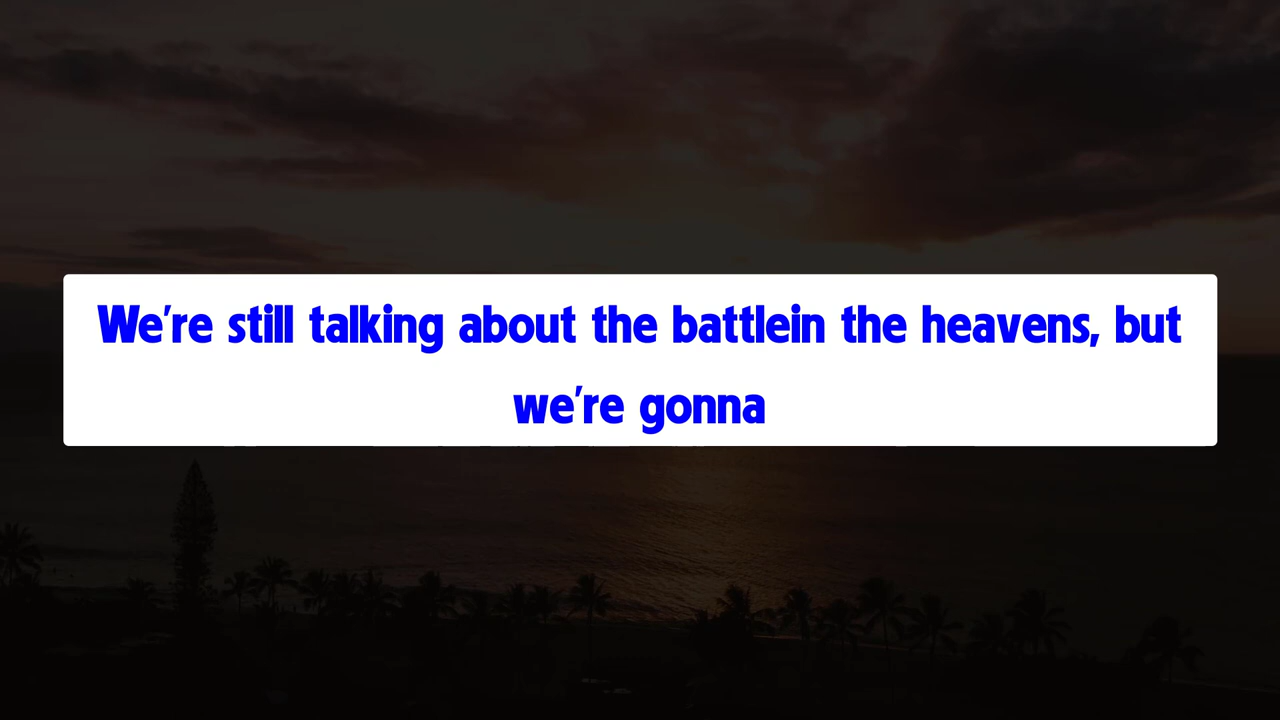 We're still talking about the battlein the heavens, but
we're gonna